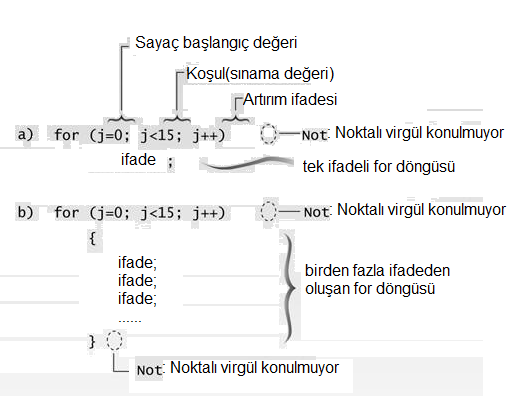 Sayaç başlangıç değeri
Koşul(sınama değeri)
Artırım ifadesi
a) for (j=0; j<15; j++) Not: Noktalı virgül konulmuyor
ifade ; tek ifadeli for döngüsü
b) for (j=0; j<15; j++) Not: Noktalı virgül konulmuyor
{
ifade;
ifade;
ifade;
......
birden fazla ifadeden
oluşan for döngüsü
}
Not: Noktalı virgül konulmuyor